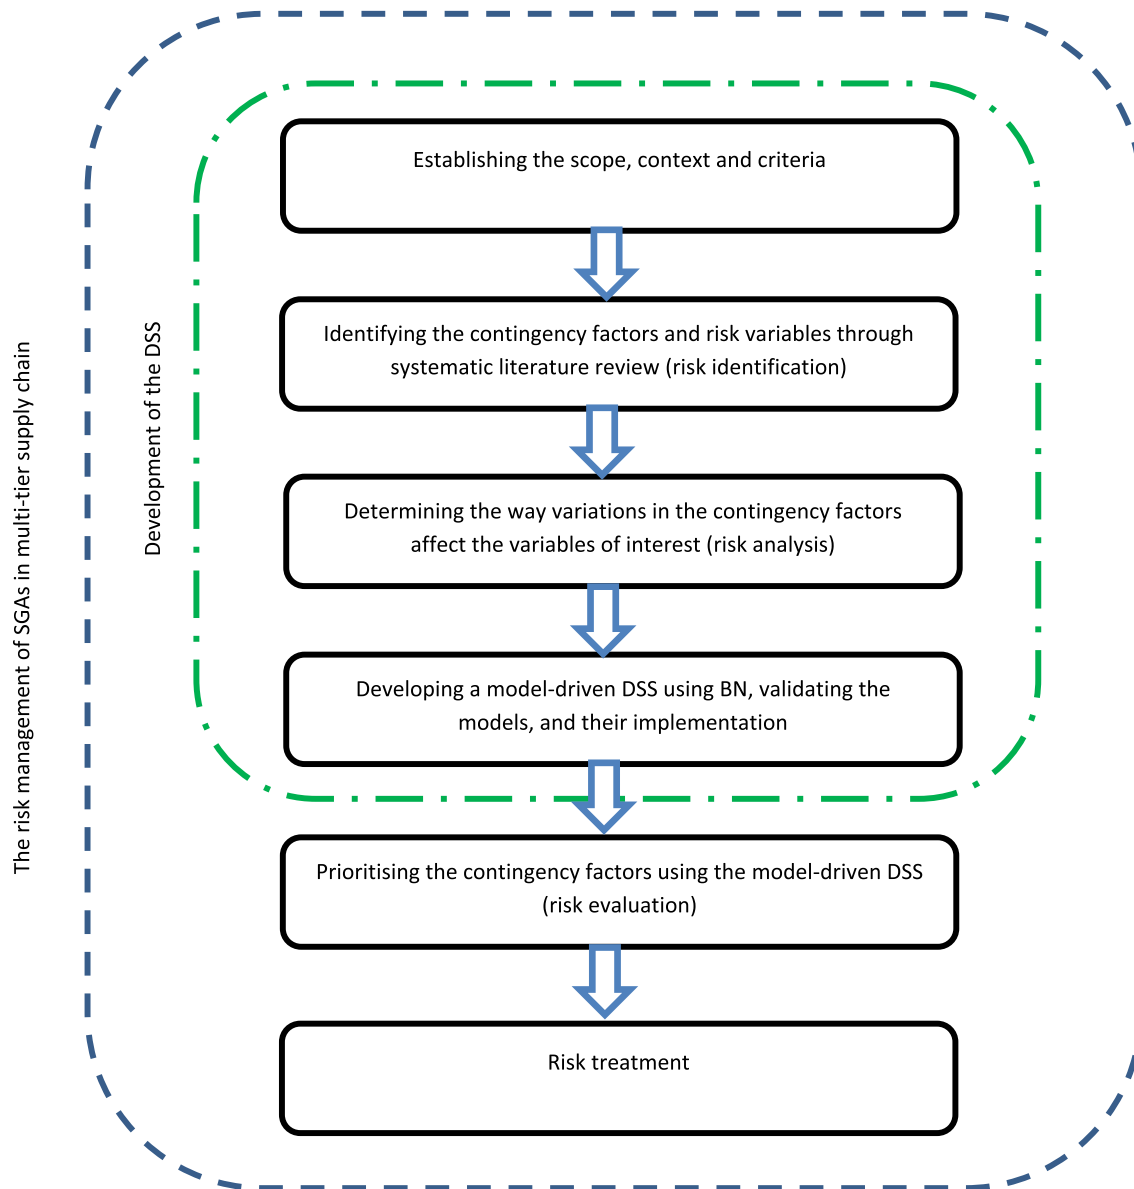 The risk management of SGAs in multi-tier supply chain
Development of the DSS
Establishing the scope, context and criteria
Identifying the contingency factors and risk variables through
systematic literature review (risk identification)
Determining the way variations in the contingency factors
affect the variables of interest (risk analysis)
Developing a model-driven DSS using BN, validating the
models, and their implementation
Prioritising the contingency factors using the model-driven DSS
(risk evaluation)
Risk treatment